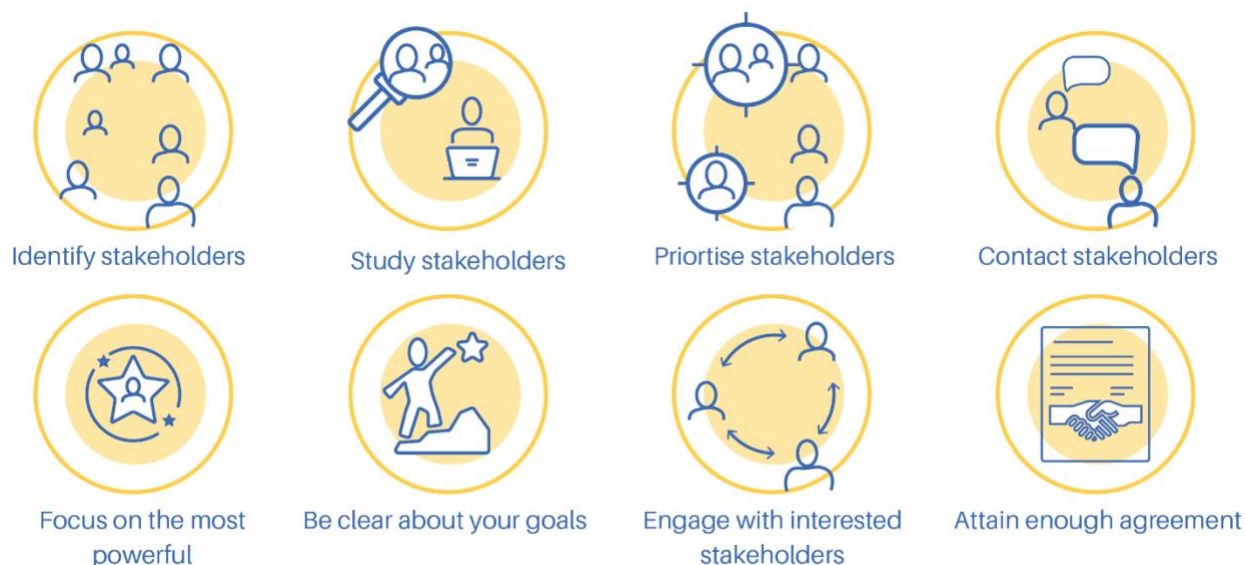 Identify stakeholders
Study stakeholders
Priortise stakeholders
Contact stakeholders
Focus on the most
powerful
Be clear about your goals
Engage with interested
stakeholders
Attain enough agreement